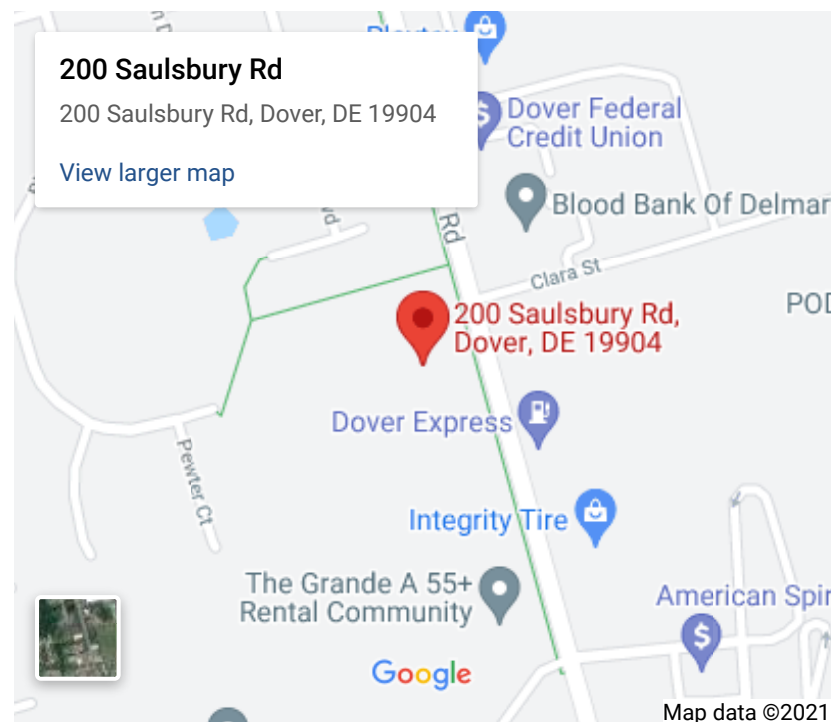 200 Saulsbury Rd
200 Saulsbury Rd, Dover, DE 19904
View larger map
Dover Federal
Credit Union
Blood Bank Of Delmar
Rd
Clara St
POD
200 Saulsbury Rd,
Dover, DE 19904
Dover Express
Pewter Ct
Integrity Tire
The Grande A 55+
Rental Community
American Spir
Google
Map data ©2021